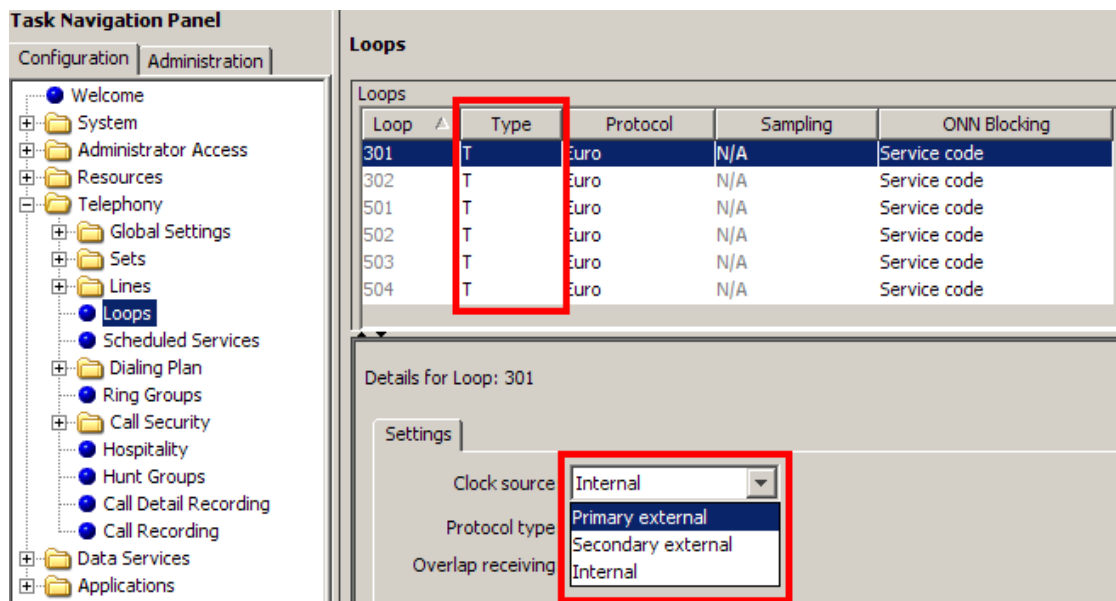 Task Navigation Panel
Configuration Administration
Welcome
System
Administrator Access
Resources
Telephony
Global Settings
Sets
Lines
Loops
Scheduled Services
Dialing Plan
Ring Groups
Call Security
Hospitality
Hunt Groups
Call Detail Recording
Call Recording
Data Services
Applications
Loops
Loops
Loop Type Protocol Sampling ONN Blocking
301 T Euro N/A Service code
302 T Euro N/A Service code
501 T Euro N/A Service code
502 T Euro N/A Service code
503 T Euro N/A Service code
504 T Euro N/A Service code
Details for Loop: 301
Settings
Clock source Internal
Primary external
Protocol type
Secondary external
Overlap receiving Internal